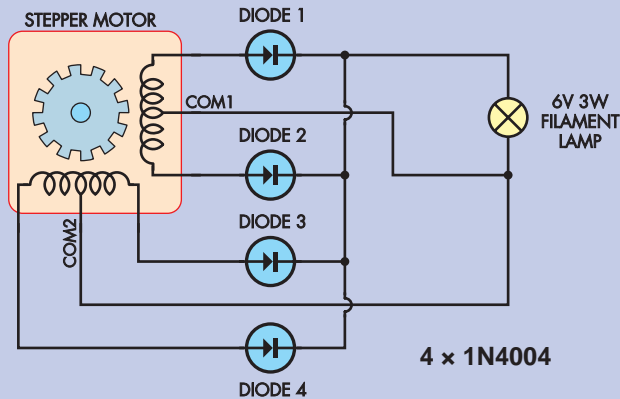 STEPPER MOTOR
DIODE 1
COM1
6V 3W
FILAMENT
LAMP
DIODE 2
DIODE 3
COM2
4 × 1N4004
DIODE 4